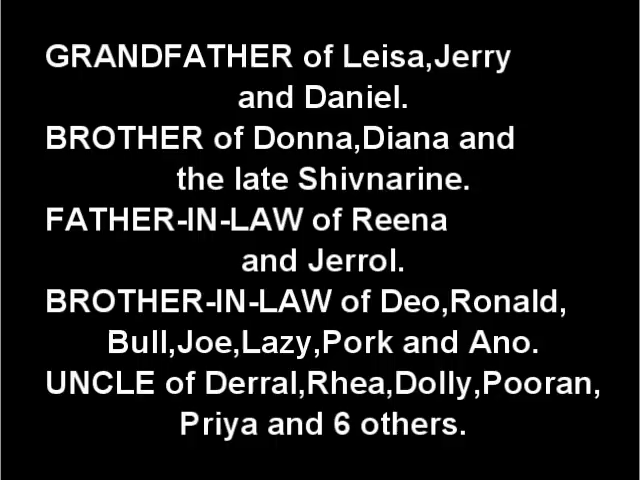 GRANDFATHER of Leisa,Jerry
and Daniel.
BROTHER of Donna,Diana and
the late Shivnarine.
FATHER-IN-LAW of Reena
and Jerrol.
BROTHER-IN-LAW of Deo,Ronald,
Bull,Joe,Lazy,Pork and Ano.
UNCLE of Derral,Rhea,Dolly,Pooran,
Priya and 6 others.